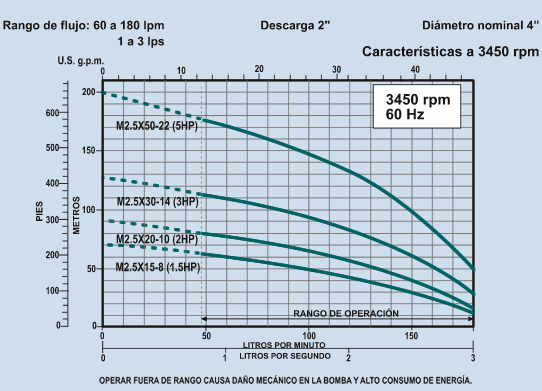 Rango de flujo: 60 a 180 lpm
1 a 3 lps
Descarga 2"
Diámetro nominal 4"
Características a 3450 rpm
U.S. g.p.m.
0 10 20 30 40
3450 rpm
60 Hz
PIES
600
500
400
300
200
100
0
METROS
200
150
100
50
0
M2.5X50-22 (5HP)
M2.5X30-14 (3HP)
M2.5X20-10 (2HP)
M2.5X15-8 (1.5HP)
RANGO DE OPERACIÓN
0 50 100 150
LITROS POR MINUTO
0 1 2 3
LITROS POR SEGUNDO
OPERAR FUERA DE RANGO CAUSA DAÑO MECÁNICO EN LA BOMBA Y ALTO CONSUMO DE ENERGÍA.